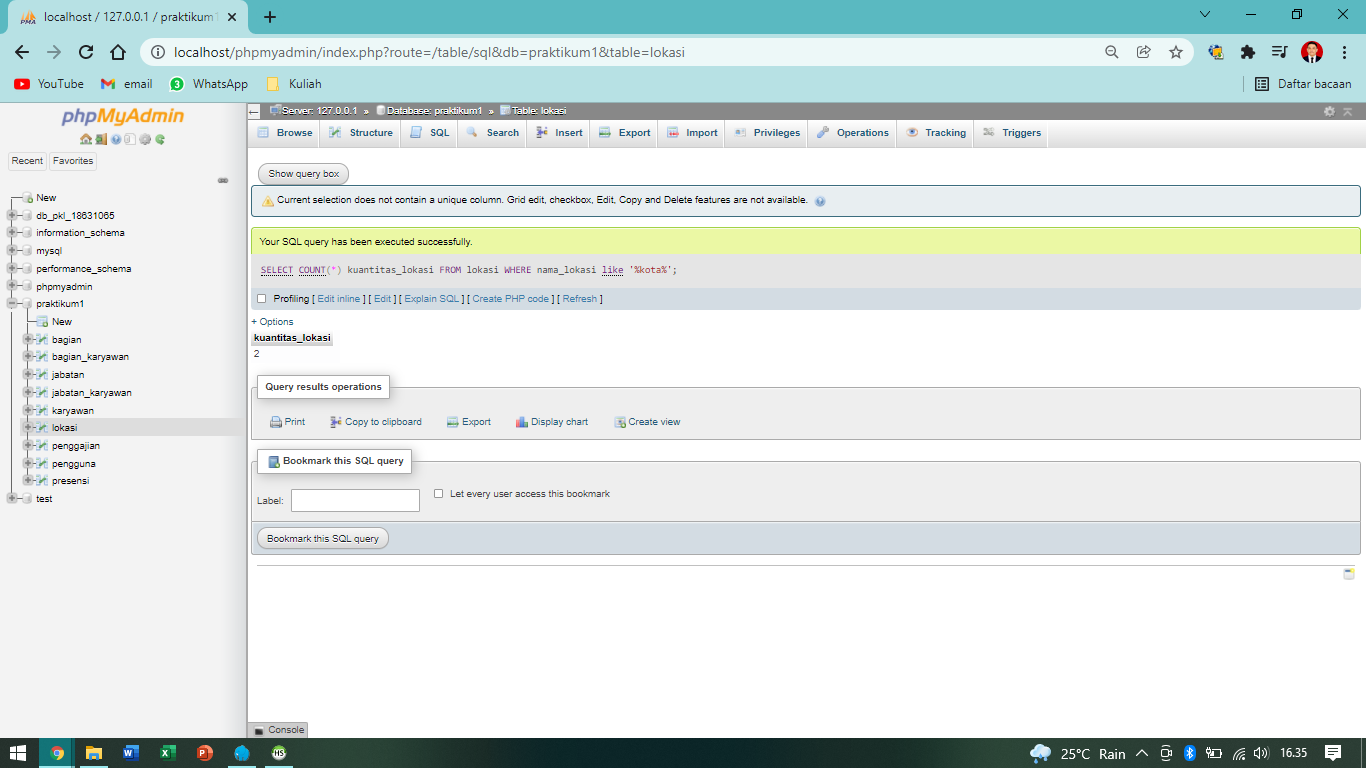 localhost / 127.0.0.1 / praktikum1
localhost/phpmyadmin/index.php?route=/table/sql&db=praktikum1&table=lokasi
YouTube
email
3
WhatsApp
Kuliah
Daftar bacaan
phpMyAdmin
Recent
Favorites
New
db_pkl_18631065
information_schema
mysql
performance_schema
phpmyadmin
praktikum1
New
bagian
bagian_karyawan
jabatan
jabatan_karyawan
karyawan
lokasi
penggajian
pengguna
presensi
test
Server: 127.0.0.1 » Database: praktikum1 » Table: lokasi
Browse
Structure
SQL
Search
Insert
Export
Import
Privileges
Operations
Tracking
Triggers
Show query box
Current selection does not contain a unique column. Grid edit, checkbox, Edit, Copy and Delete features are not available.
Your SQL query has been executed successfully.
SELECT COUNT(*) kuantitas_lokasi FROM lokasi WHERE nama_lokasi like '%kota%';
Profiling [ Edit inline ] [ Edit ] [ Explain SQL ] [ Create PHP code ] [ Refresh ]
+ Options
kuantitas_lokasi
2
Query results operations
Print
Copy to clipboard
Export
Display chart
Create view
Bookmark this SQL query
Label:
Let every user access this bookmark
Bookmark this SQL query
Console
25°C Rain
16.35